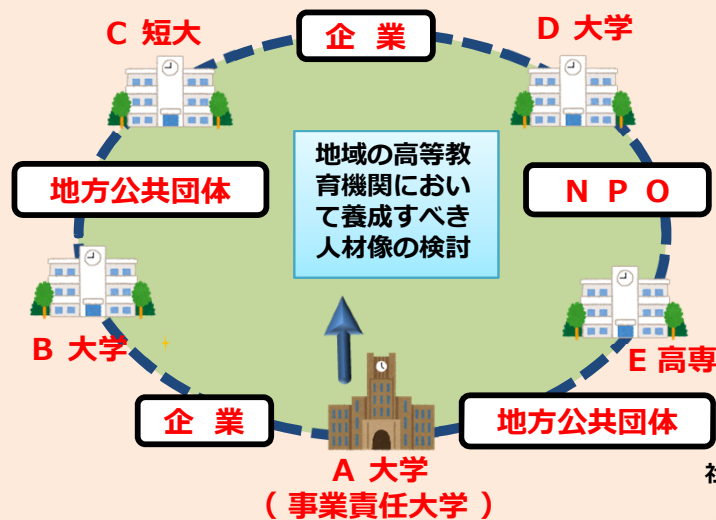 C 短大
企 業
D 大学
地域の高等教
育機関におい
て養成すべき
人材像の検討
地方公共団体
N P O
B 大学
E 高専
企 業
地方公共団体
A 大学
( 事業責任大学 )
社